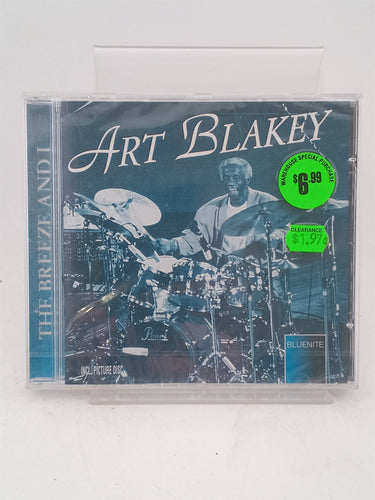 THE BREEZE AND I
ART BLAKEY
WAREHOUSE SPECIAL PURCHASE
$6.99
CLEARANCE
$1.97
BLUENITE
INCL. PICTURE DISC